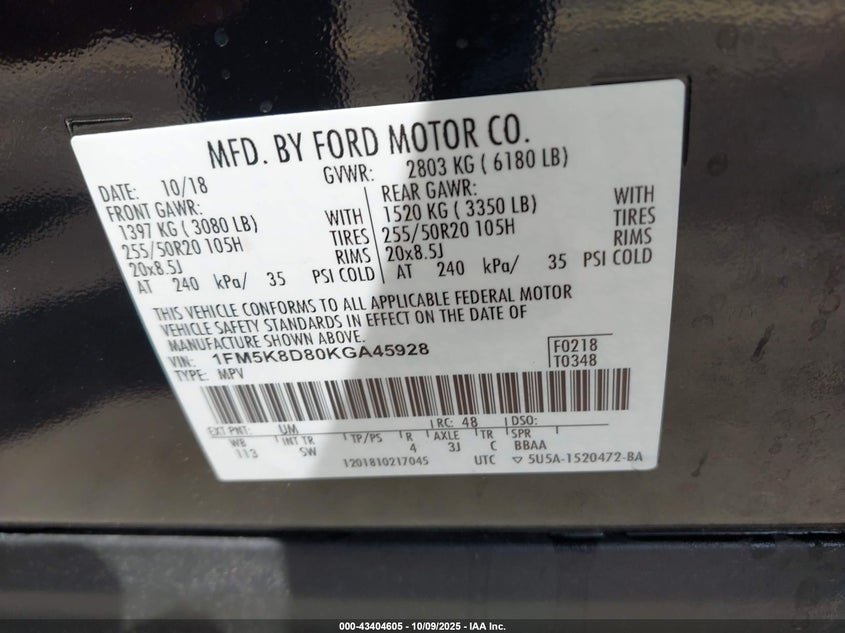 MFD. BY FORD MOTOR CO.
DATE: 10/18 GVWR: 2803 KG ( 6180 LB)
FRONT GAWR: REAR GAWR:
1397 KG ( 3080 LB) WITH 1520 KG ( 3350 LB) WITH
255/50R20 105H TIRES 255/50R20 105H TIRES
20x8.5J RIMS 20x8.5J RIMS
AT 240 kPa/ 35 PSI COLD AT 240 kPa/ 35 PSI COLD
THIS VEHICLE CONFORMS TO ALL APPLICABLE FEDERAL MOTOR
VEHICLE SAFETY STANDARDS IN EFFECT ON THE DATE OF
MANUFACTURE SHOWN ABOVE.
VIN: 1FM5K8D80KGA45928 F0218
TYPE: MPV T0348
EXT PNT: UM RC: 48 DSO:
WB INT TR TP/PS R AXLE TR SPR
113 SW 4 3J C BBAA
1201810217045 UTC ▽ 5U5A-1520472-BA
000-43404605 - 10/09/2025 - IAA Inc.